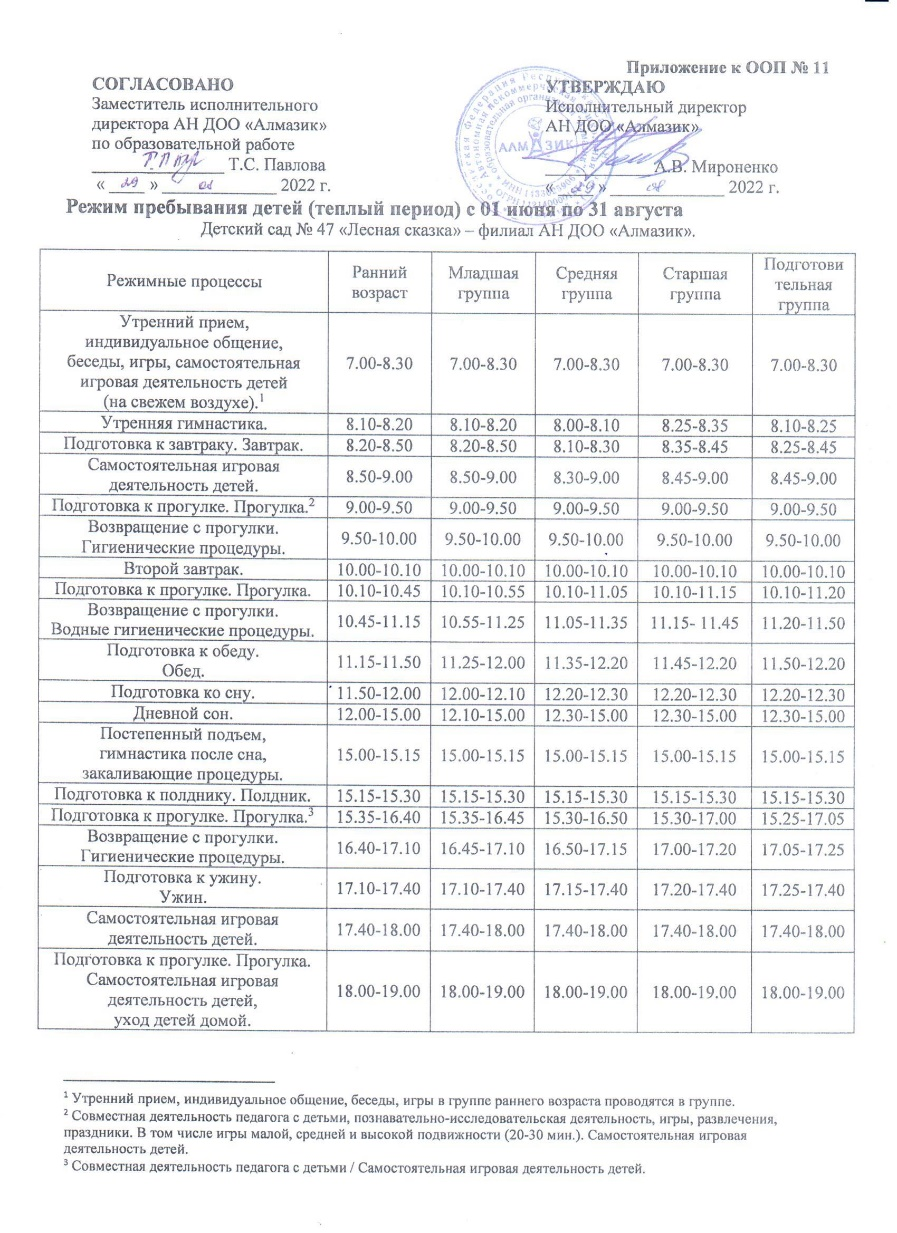 Приложение к ООП № 11
СОГЛАСОВАНО
Заместитель исполнительного
директора АН ДОО «Алмазик»
по образовательной работе
Т.С. Павлова
« 29 » 2022 г.
УТВЕРЖДАЮ
Исполнительный директор
АН ДОО «Алмазик»
А.В. Мироненко
« 29 » 2022 г.
АЛМАЗИК
Режим пребывания детей (теплый период) с 01 июня по 31 августа
Детский сад № 47 «Лесная сказка» – филиал АН ДОО «Алмазик».
Режимные процессы Ранний возраст Младшая группа Средняя группа Старшая группа Подготови тельная группа
Утренний прием,
индивидуальное общение,
беседы, игры, самостоятельная
игровая деятельность детей
(на свежем воздухе).¹ 7.00-8.30 7.00-8.30 7.00-8.30 7.00-8.30 7.00-8.30
Утренняя гимнастика. 8.10-8.20 8.10-8.20 8.00-8.10 8.25-8.35 8.10-8.25
Подготовка к завтраку. Завтрак. 8.20-8.50 8.20-8.50 8.10-8.30 8.35-8.45 8.25-8.45
Самостоятельная игровая
деятельность детей. 8.50-9.00 8.50-9.00 8.30-9.00 8.45-9.00 8.45-9.00
Подготовка к прогулке. Прогулка.² 9.00-9.50 9.00-9.50 9.00-9.50 9.00-9.50 9.00-9.50
Возвращение с прогулки.
Гигиенические процедуры. 9.50-10.00 9.50-10.00 9.50-10.00 9.50-10.00 9.50-10.00
Второй завтрак. 10.00-10.10 10.00-10.10 10.00-10.10 10.00-10.10 10.00-10.10
Подготовка к прогулке. Прогулка. 10.10-10.45 10.10-10.55 10.10-11.05 10.10-11.15 10.10-11.20
Возвращение с прогулки.
Водные гигиенические процедуры. 10.45-11.15 10.55-11.25 11.05-11.35 11.15- 11.45 11.20-11.50
Подготовка к обеду.
Обед. 11.15-11.50 11.25-12.00 11.35-12.20 11.45-12.20 11.50-12.20
Подготовка ко сну. 11.50-12.00 12.00-12.10 12.20-12.30 12.20-12.30 12.20-12.30
Дневной сон. 12.00-15.00 12.10-15.00 12.30-15.00 12.30-15.00 12.30-15.00
Постепенный подъем,
гимнастика после сна,
закаливающие процедуры. 15.00-15.15 15.00-15.15 15.00-15.15 15.00-15.15 15.00-15.15
Подготовка к полднику. Полдник. 15.15-15.30 15.15-15.30 15.15-15.30 15.15-15.30 15.15-15.30
Подготовка к прогулке. Прогулка.³ 15.35-16.40 15.35-16.45 15.30-16.50 15.30-17.00 15.25-17.05
Возвращение с прогулки.
Гигиенические процедуры. 16.40-17.10 16.45-17.10 16.50-17.15 17.00-17.20 17.05-17.25
Подготовка к ужину.
Ужин. 17.10-17.40 17.10-17.40 17.15-17.40 17.20-17.40 17.25-17.40
Самостоятельная игровая
деятельность детей. 17.40-18.00 17.40-18.00 17.40-18.00 17.40-18.00 17.40-18.00
Подготовка к прогулке. Прогулка.
Самостоятельная игровая
деятельность детей,
уход детей домой. 18.00-19.00 18.00-19.00 18.00-19.00 18.00-19.00 18.00-19.00
¹ Утренний прием, индивидуальное общение, беседы, игры в группе раннего возраста проводятся в группе.
² Совместная деятельность педагога с детьми, познавательно-исследовательская деятельность, игры, развлечения,
праздники. В том числе игры малой, средней и высокой подвижности (20-30 мин.). Самостоятельная игровая
деятельность детей.
³ Совместная деятельность педагога с детьми / Самостоятельная игровая деятельность детей.